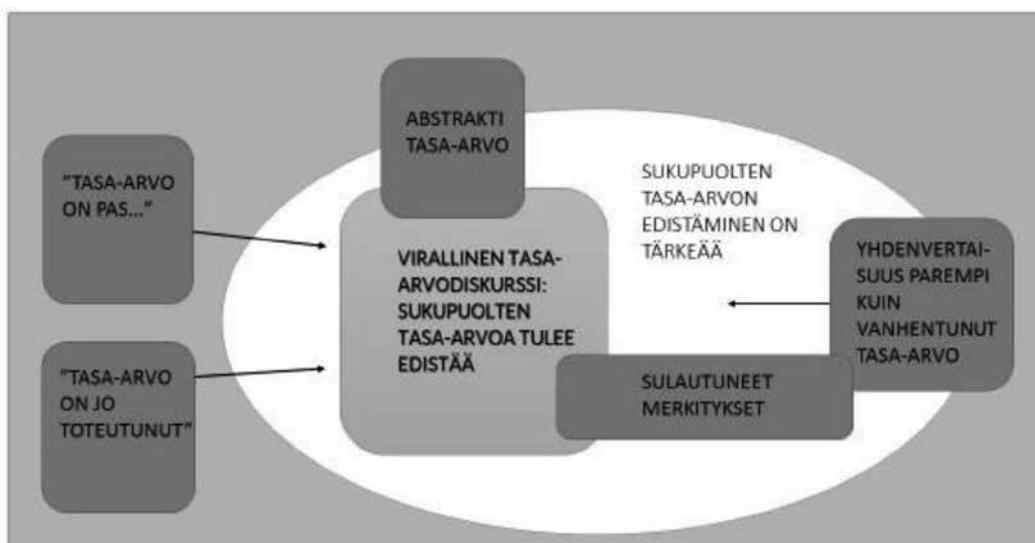 ABSTRAKTI
TASA-ARVO
"TASA-ARVO
ON PAS..."
SUKUPUOLTEN
TASA-ARVON
EDISTÄMINEN ON
TÄRKEÄÄ
VIRALLINEN TASA-
ARVODISKURSSI:
SUKUPUOLTEN
TASA-ARVOA TULEE
EDISTÄÄ
YHDENVERTAI-
SUUS PAREMPI
KUIN
VANHENTUNUT
TASA-ARVO
"TASA-ARVO
ON JO
TOTEUTUNUT"
SULAUTUNEET
MERKITYKSET